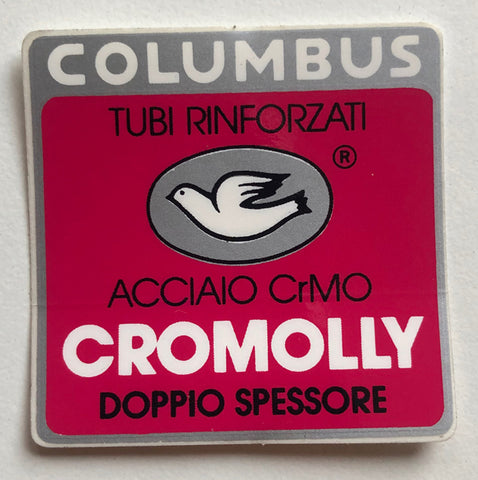 COLUMBUS
TUBI RINFORZATI
®
ACCIAIO CrMO
CROMOLLY
DOPPIO SPESSORE